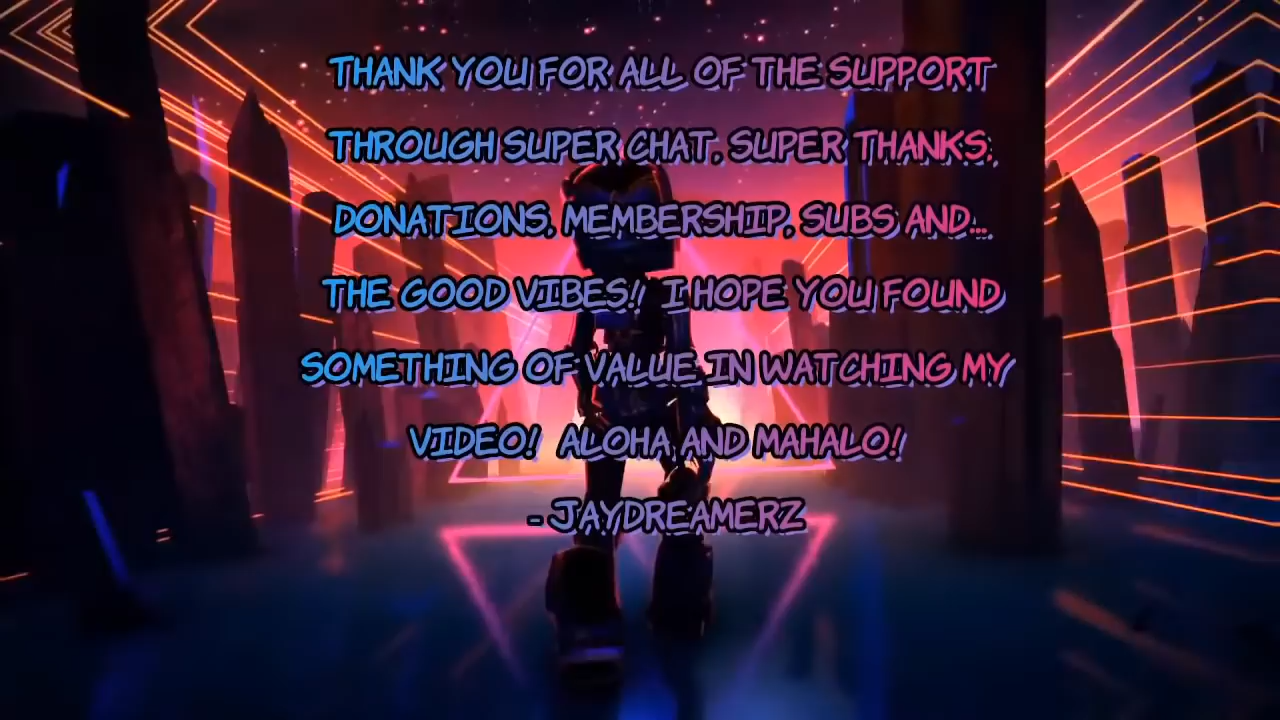 THANK YOU FOR ALL OF THE SUPPORT
THROUGH SUPER CHAT, SUPER THANKS,
DONATIONS, MEMBERSHIP, SUBS AND...
THE GOOD VIBES! I HOPE YOU FOUND
SOMETHING OF VALUE IN WATCHING MY
VIDEO! ALOHA AND MAHALO!
- JAYDREAMERZ